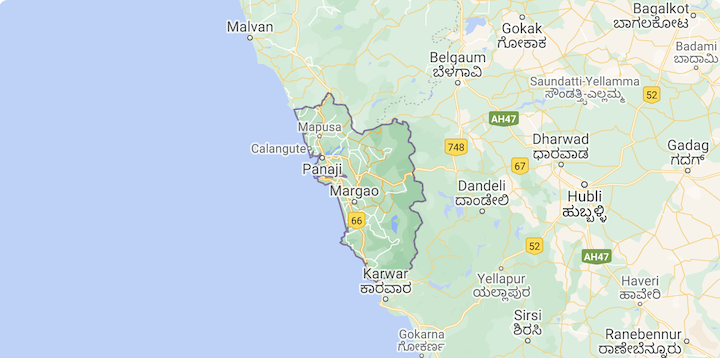 Bagalkot
ಬಾಗಲಕೋಟ
Malvan
Gokak
ಗೋಕಾಕ
Badami
ಬಾದಾಮಿ
Belgaum
ಬೆಳಗಾವಿ
Saundatti-Yellamma
ಸೌಂದತ್ತಿ-ಎಲ್ಲಮ್ಮ
52
AH47
Mapusa
Calangute
Dharwad
ಧಾರವಾಡ
Gadag
ಗದಗ್
748
67
Panaji
Margao
Dandeli
ದಾಂಡೇಲಿ
Hubli
ಹುಬ್ಬಳ್ಳಿ
66
52
AH47
Karwar
ಕಾರವಾರ
Yellapur
ಯಲ್ಲಾಪುರ
Haveri
ಹಾವೇರಿ
Sirsi
ಶಿರಸಿ
Gokarna
ಗೋಕರ್ಣ
Ranebennur
ರಾಣೇಬೆನ್ನೂರು